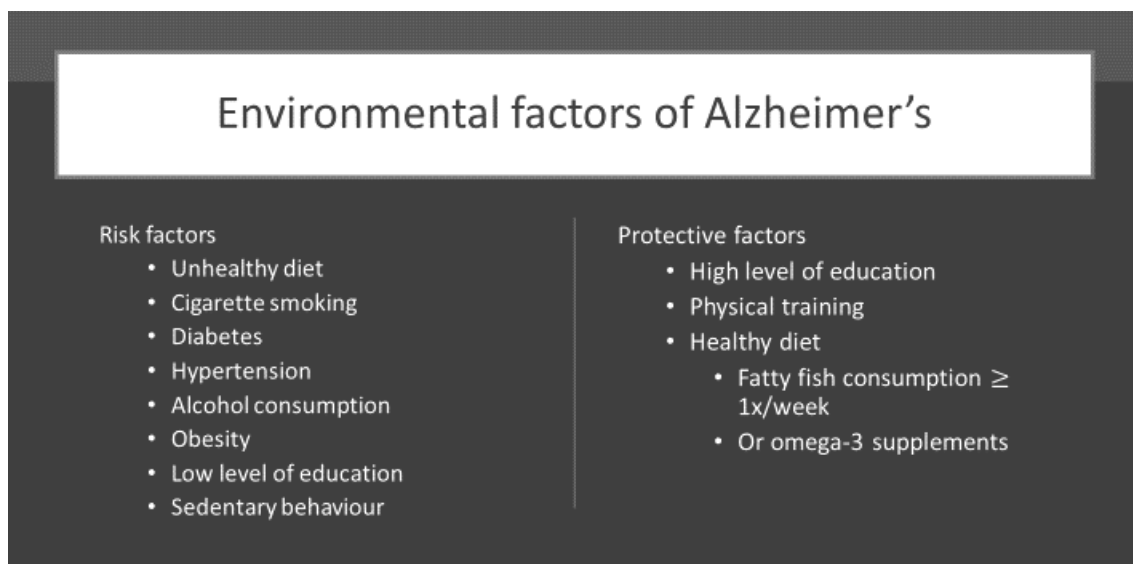 Environmental factors of Alzheimer’s
Risk factors
• Unhealthy diet
• Cigarette smoking
• Diabetes
• Hypertension
• Alcohol consumption
• Obesity
• Low level of education
• Sedentary behaviour
Protective factors
• High level of education
• Physical training
• Healthy diet
• Fatty fish consumption ≥
1x/week
• Or omega-3 supplements